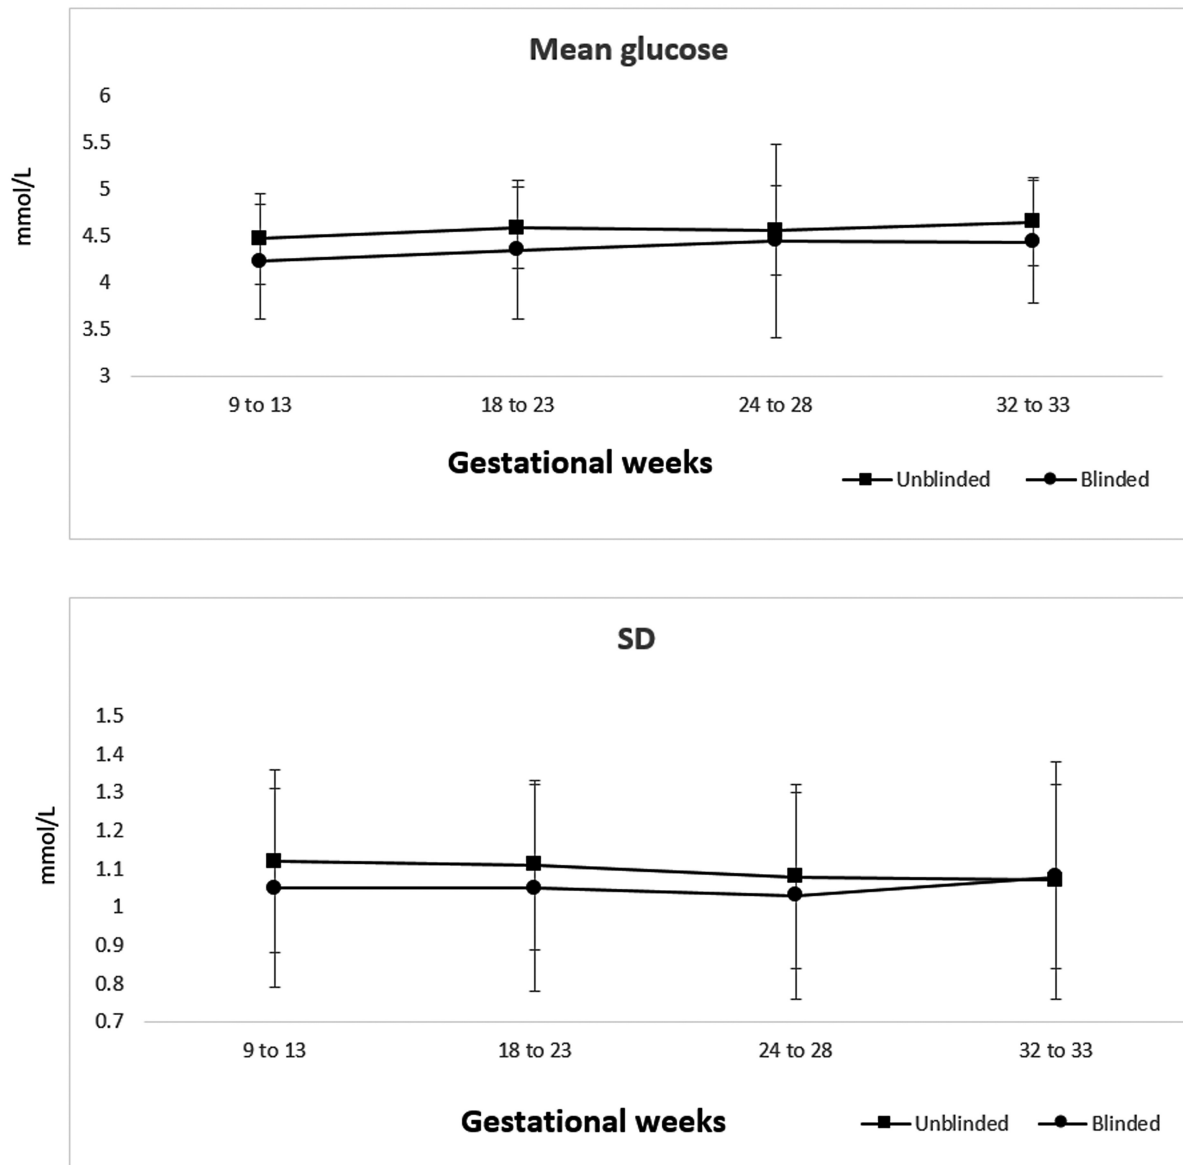 Mean glucose
mmol/L
6
5.5
5
4.5
4
3.5
3
9 to 13 18 to 23 24 to 28 32 to 33
Gestational weeks
Unblinded Blinded
SD
mmol/L
1.5
1.4
1.3
1.2
1.1
1
0.9
0.8
0.7
9 to 13 18 to 23 24 to 28 32 to 33
Gestational weeks
Unblinded Blinded